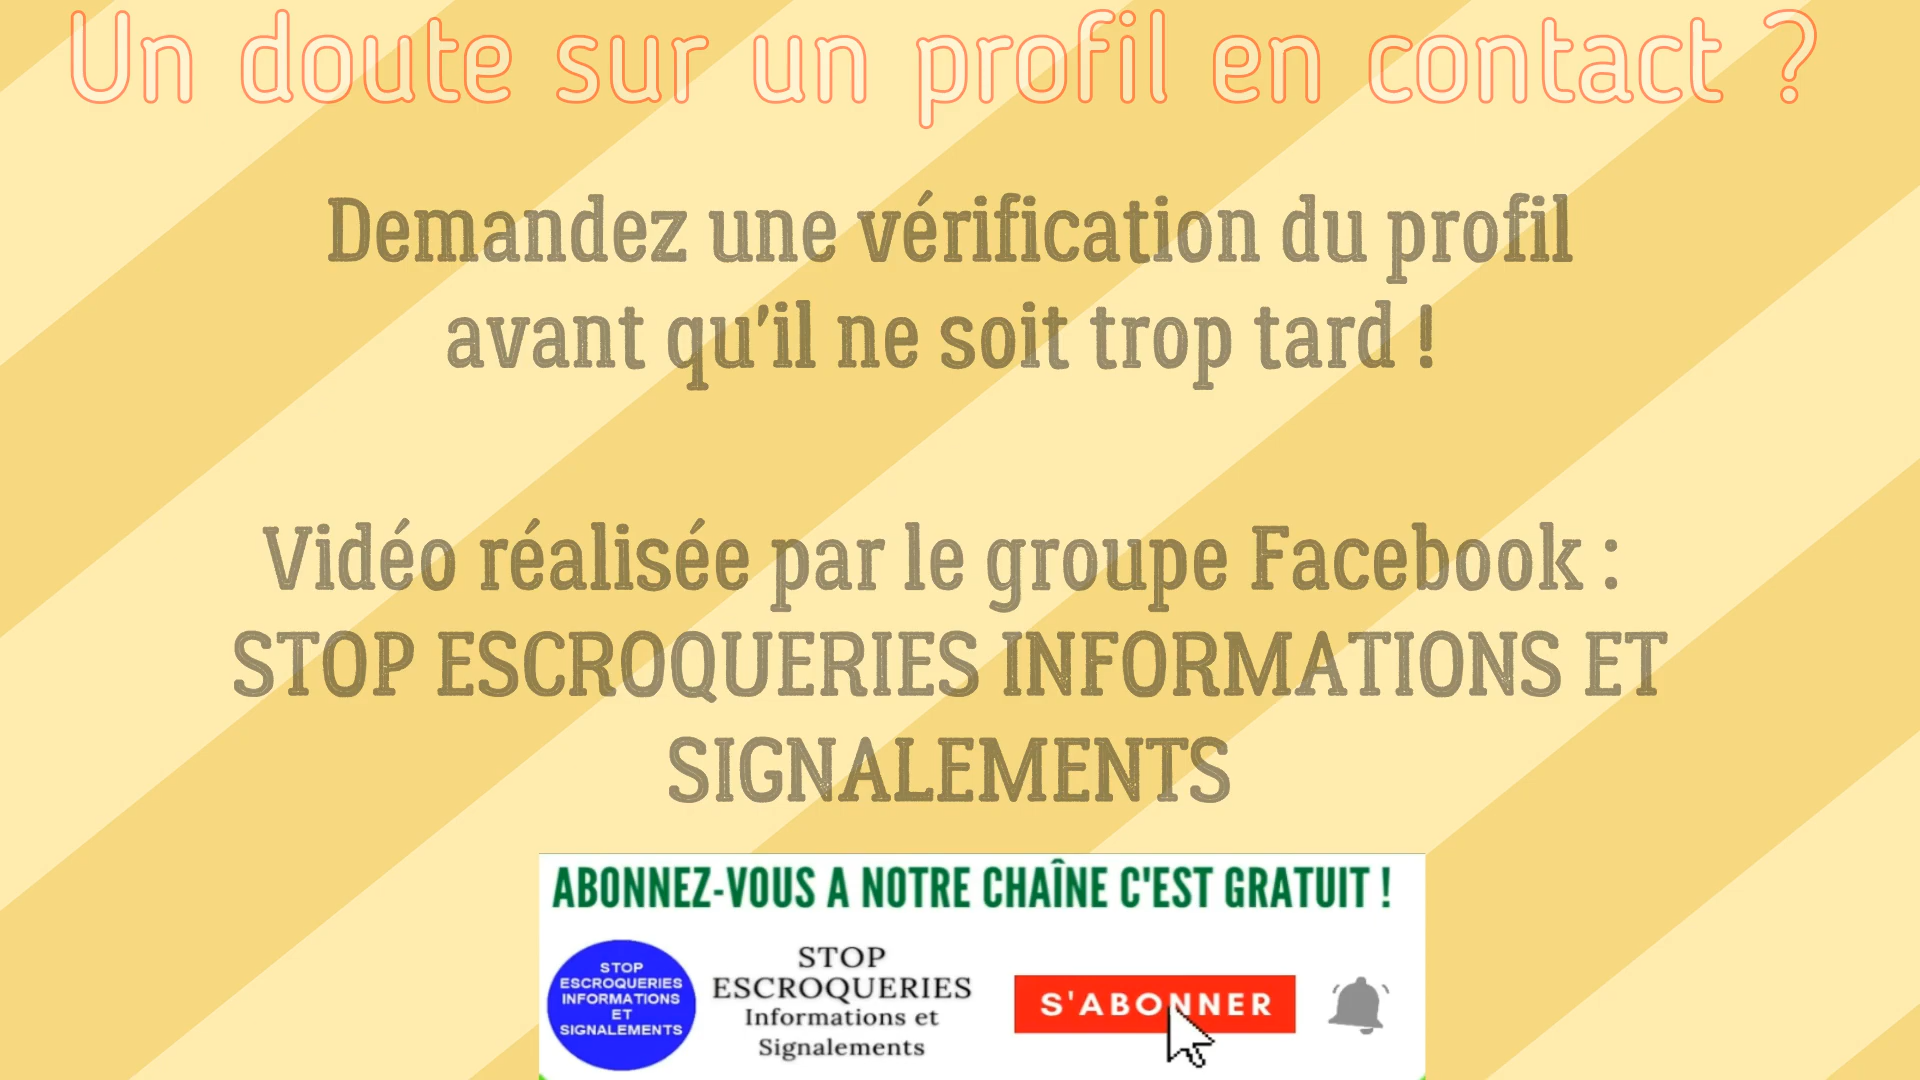 Un doute sur un profil en contact ?
Demandez une vérification du profil
avant qu'il ne soit trop tard !
Vidéo réalisée par le groupe Facebook :
STOP ESCROQUERIES INFORMATIONS ET
SIGNALEMENTS
ABONNEZ-VOUS A NOTRE CHAÎNE C'EST GRATUIT !
STOP
ESCROQUERIES
INFORMATIONS
ET
SIGNALEMENTS
STOP
ESCROQUERIES
Informations et
Signalements
S'ABONNER